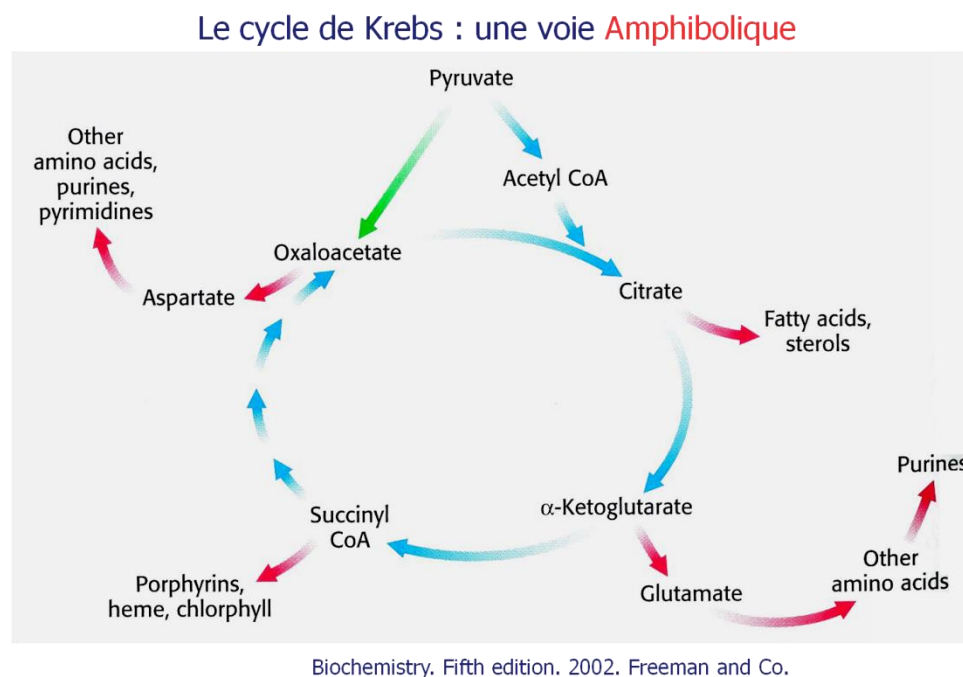 Le cycle de Krebs : une voie Amphibolique
Pyruvate
Other
amino acids,
purines,
pyrimidines
Acetyl CoA
Oxaloacetate
Aspartate
Citrate
Fatty acids,
sterols
Purines
α-Ketoglutarate
Succinyl
CoA
Other
amino acids
Porphyrins,
heme, chlorphyll
Glutamate
Biochemistry. Fifth edition. 2002. Freeman and Co.